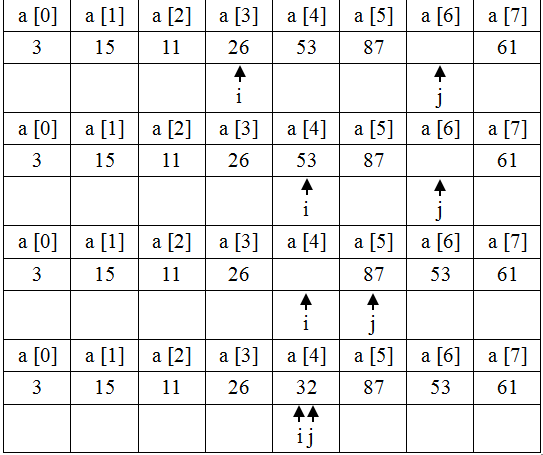 a [0] a [1] a [2] a [3] a [4] a [5] a [6] a [7]
3 15 11 26 53 87 61
i j
a [0] a [1] a [2] a [3] a [4] a [5] a [6] a [7]
3 15 11 26 53 87 61
i j
a [0] a [1] a [2] a [3] a [4] a [5] a [6] a [7]
3 15 11 26 87 53 61
i j
a [0] a [1] a [2] a [3] a [4] a [5] a [6] a [7]
3 15 11 26 32 87 53 61
i j